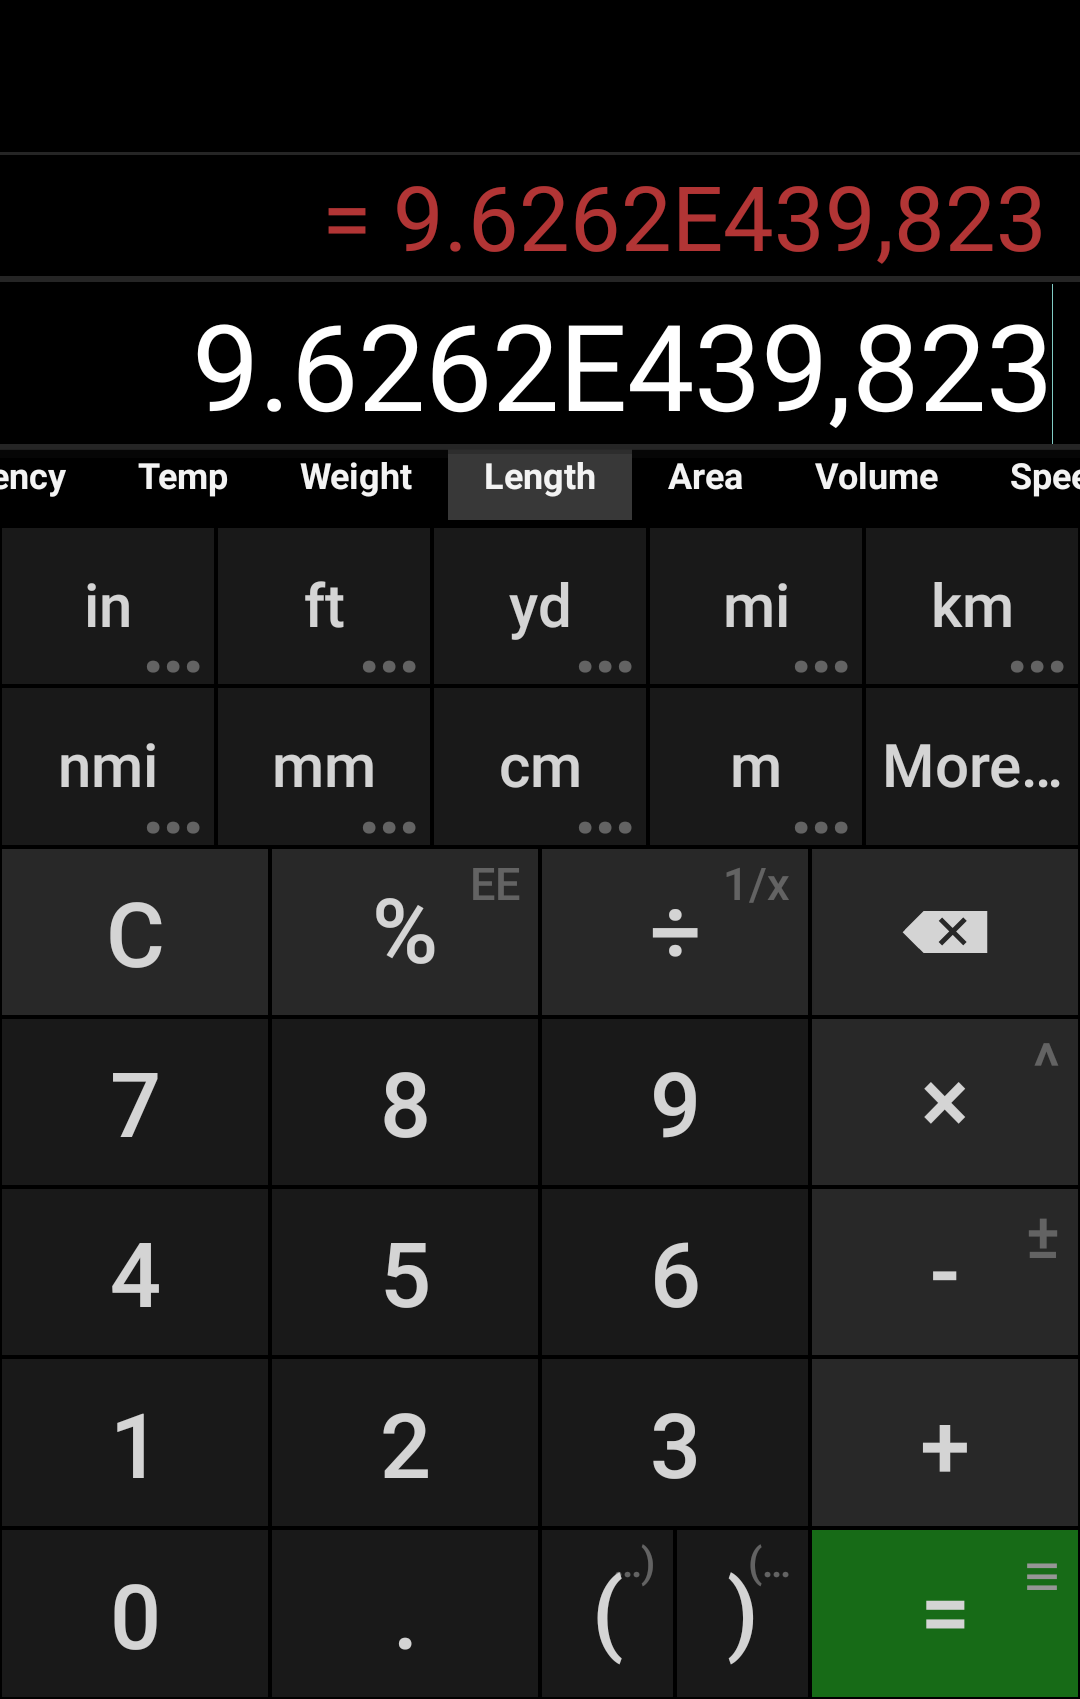 = 9.6262E439,823
9.6262E439,823
ency Temp Weight Length Area Volume Spee
in ft yd mi km
nmi mm cm m More...
C % EE ÷ 1/x
7 8 9 × ^
4 5 6 - ±
1 2 3 +
0 . ( ..) ) (... =